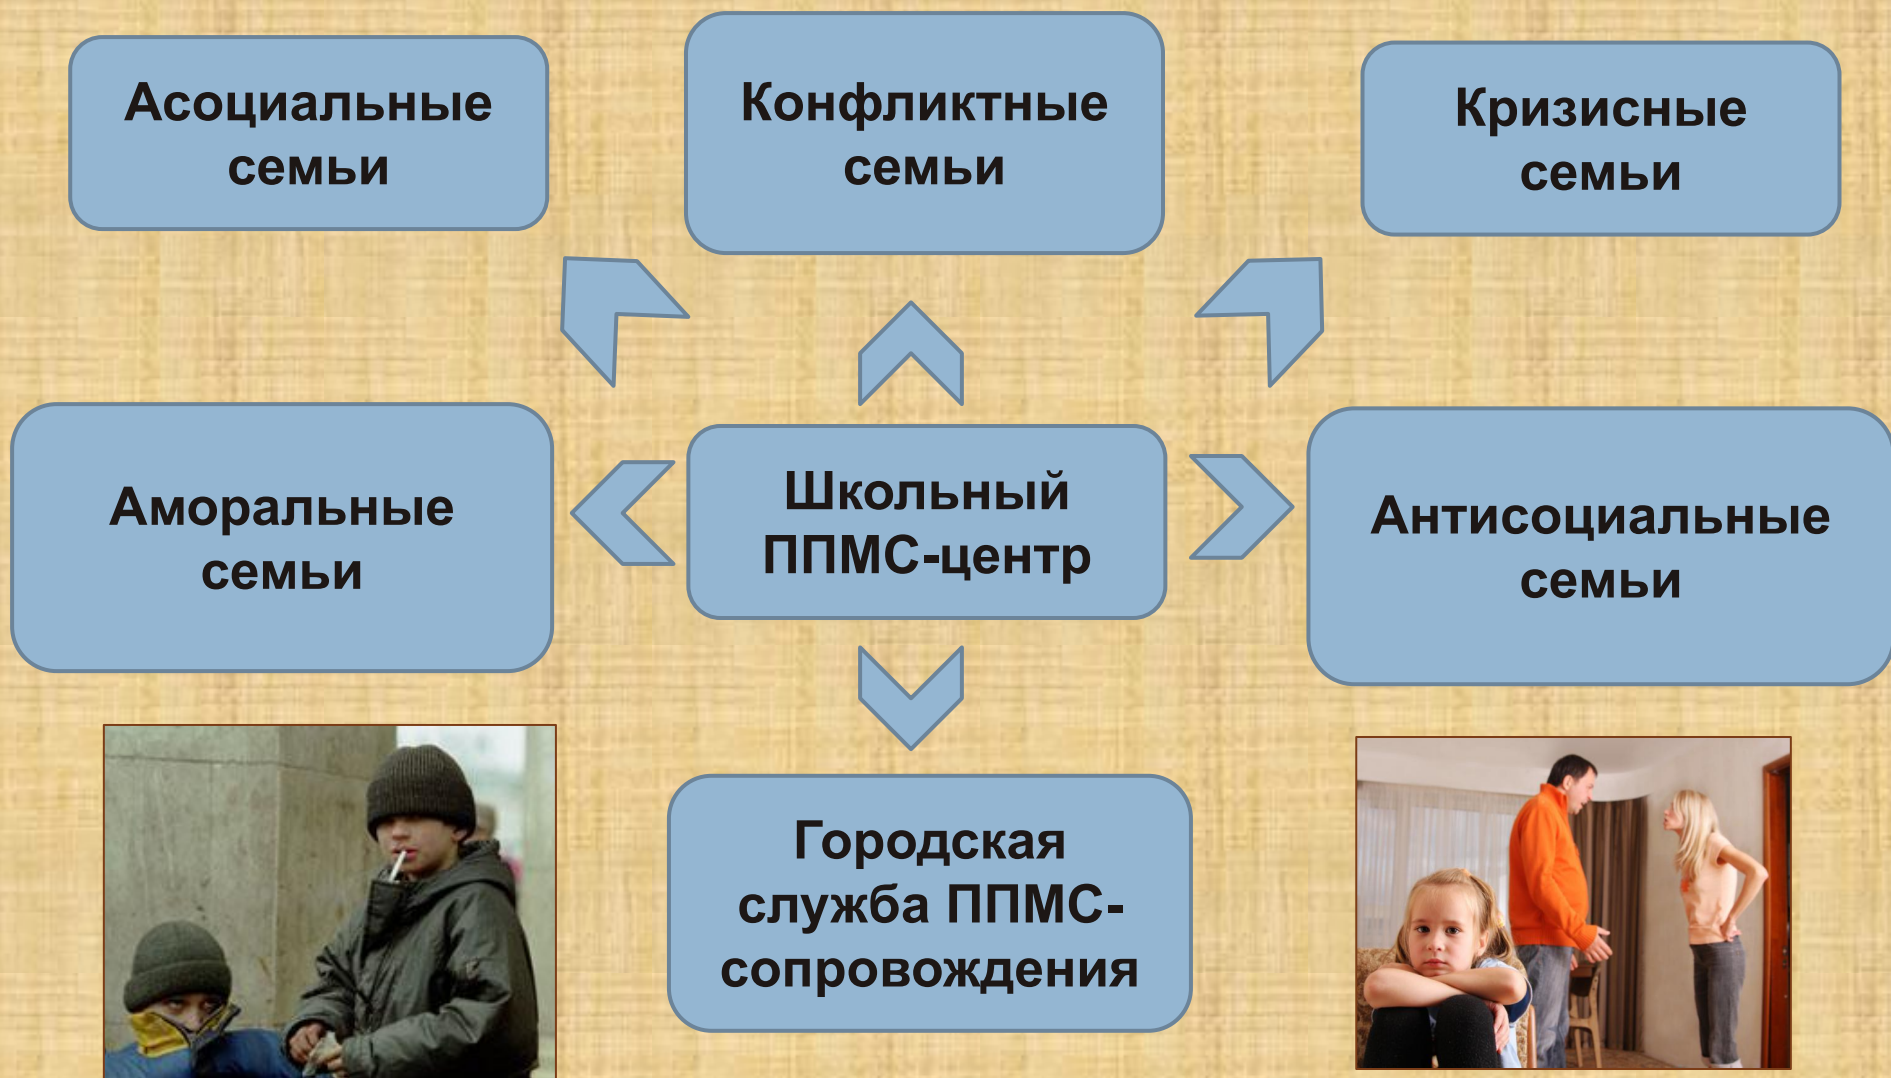 Асоциальные
семьи
Конфликтные
семьи
Кризисные
семьи
Аморальные
семьи
Школьный
ППМС-центр
Антисоциальные
семьи
Городская
служба ППМС-
сопровождения